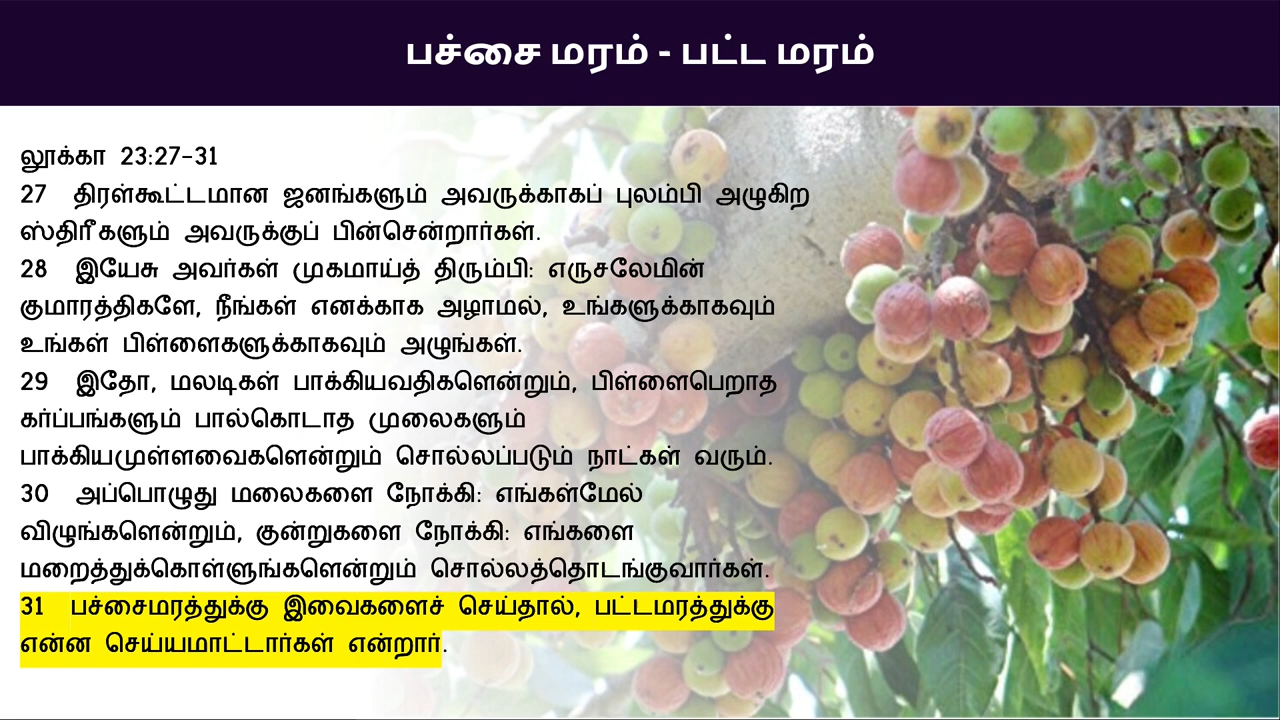 பச்சை மரம் - பட்ட மரம்
லூக்கா 23:27-31
27 திரள்கூட்டமான ஜனங்களும் அவருக்காகப் புலம்பி அழுகிற
ஸ்திரீகளும் அவருக்குப் பின்சென்றார்கள்.
28 இயேசு அவர்கள் முகமாய்த் திரும்பி: எருசலேமின்
குமாரத்திகளே, நீங்கள் எனக்காக அழாமல், உங்களுக்காகவும்
உங்கள் பிள்ளைகளுக்காகவும் அழுங்கள்.
29 இதோ, மலடிகள் பாக்கியவதிகளென்றும், பிள்ளைபெறாத
கர்ப்பங்களும் பால்கொடாத முலைகளும்
பாக்கியமுள்ளவைகளென்றும் சொல்லப்படும் நாட்கள் வரும்.
30 அப்பொழுது மலைகளை நோக்கி: எங்கள்மேல்
விழுங்களென்றும், குன்றுகளை நோக்கி: எங்களை
மறைத்துக்கொள்ளுங்களென்றும் சொல்லத்தொடங்குவார்கள்.
31 பச்சைமரத்துக்கு இவைகளைச் செய்தால், பட்டமரத்துக்கு
என்ன செய்யமாட்டார்கள் என்றார்.